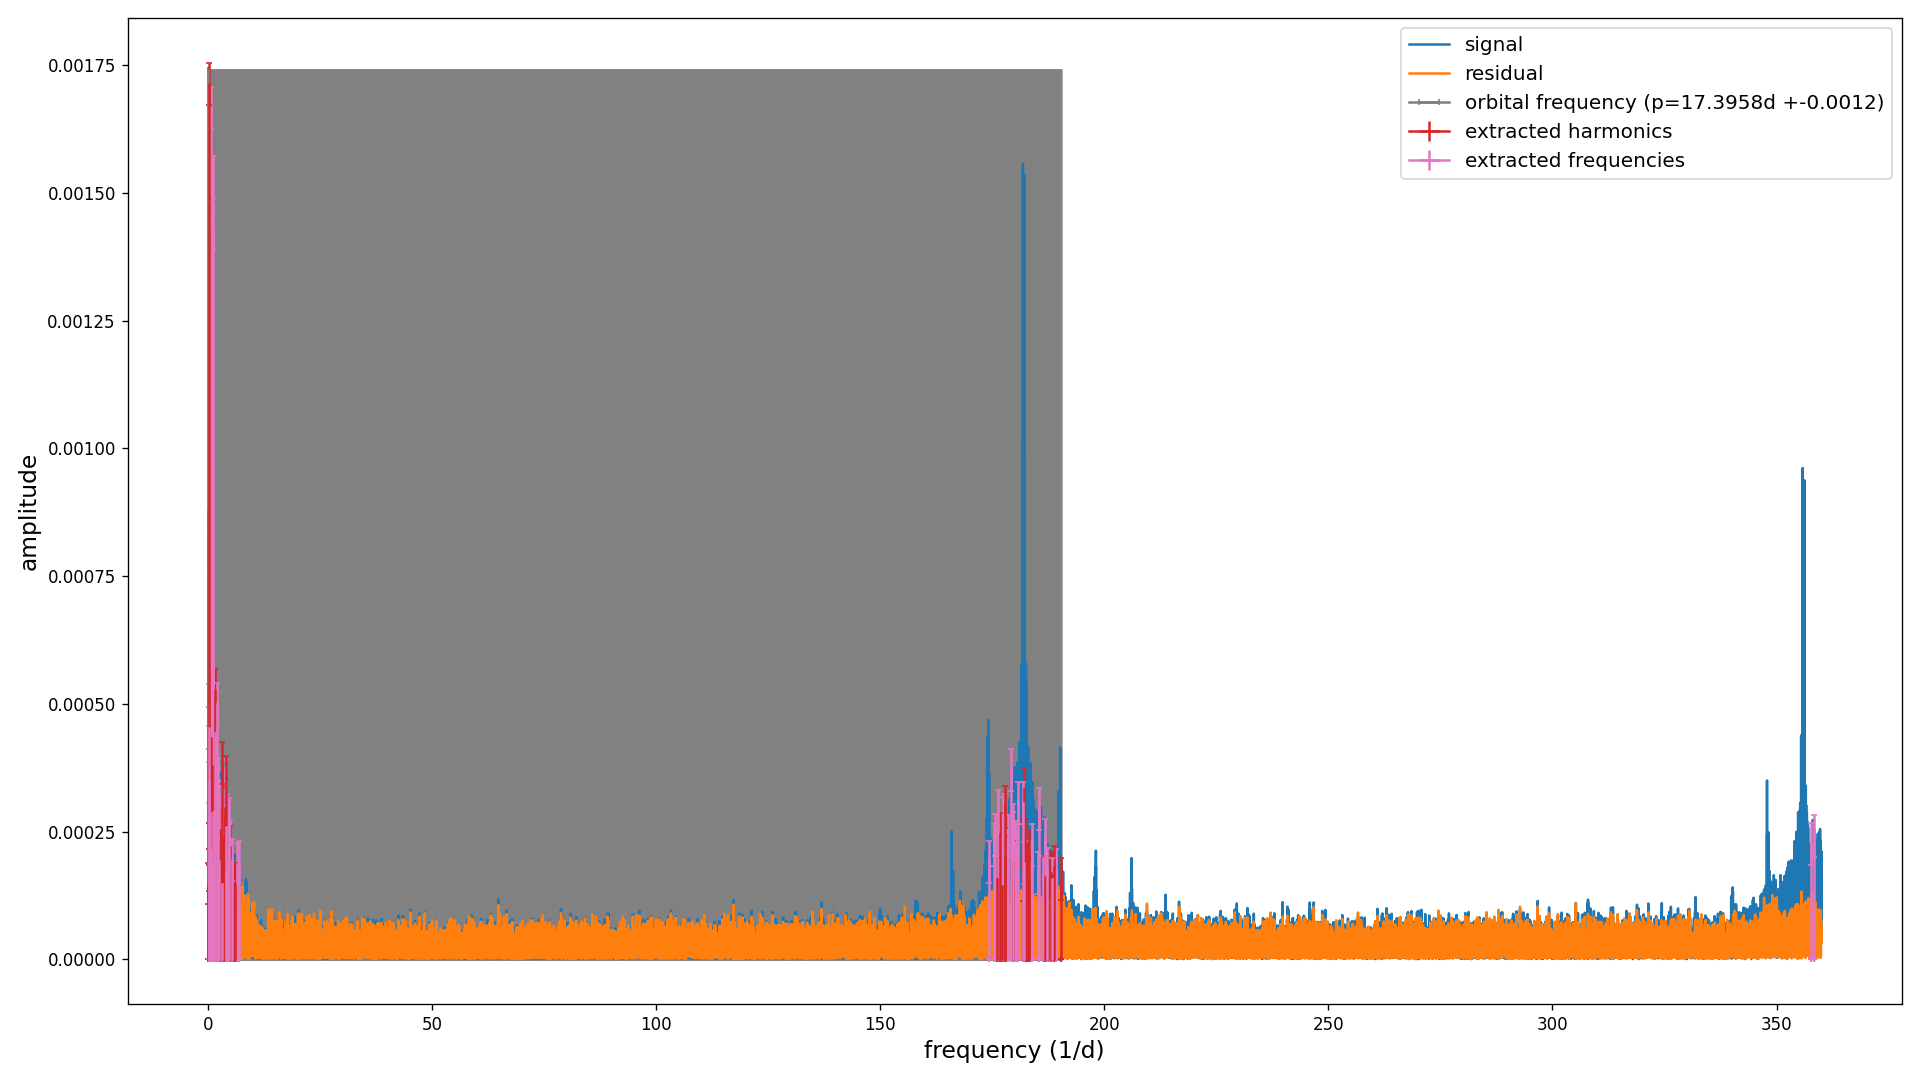 signal
residual
orbital frequency (p=17.3958d +-0.0012)
extracted harmonics
extracted frequencies
amplitude
0.00175
0.00150
0.00125
0.00100
0.00075
0.00050
0.00025
0.00000
0 50 100 150 200 250 300 350
frequency (1/d)